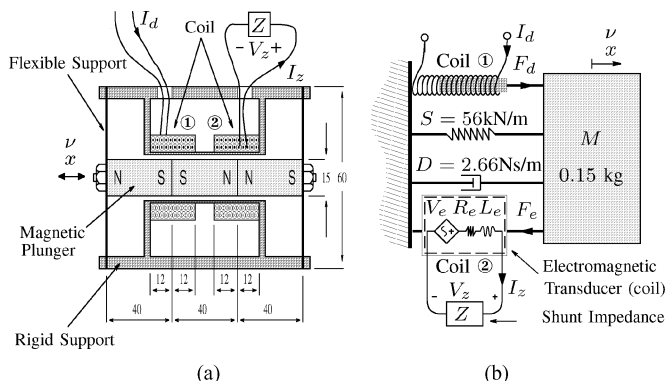 I_d
Coil
Z
− V_z +
I_z
Flexible Support
① ②
ν
x
N S S N N S
15 60
Magnetic
Plunger
12 12 12 12
40 40 40
Rigid Support
(a)
I_d
ν
x
Coil ①
F_d
S = 56kN/m
M
D = 2.66Ns/m
0.15 kg
V_e R_e L_e
F_e
Coil ②
Electromagnetic
Transducer (coil)
V_z
- +
I_z
Z
Shunt Impedance
(b)